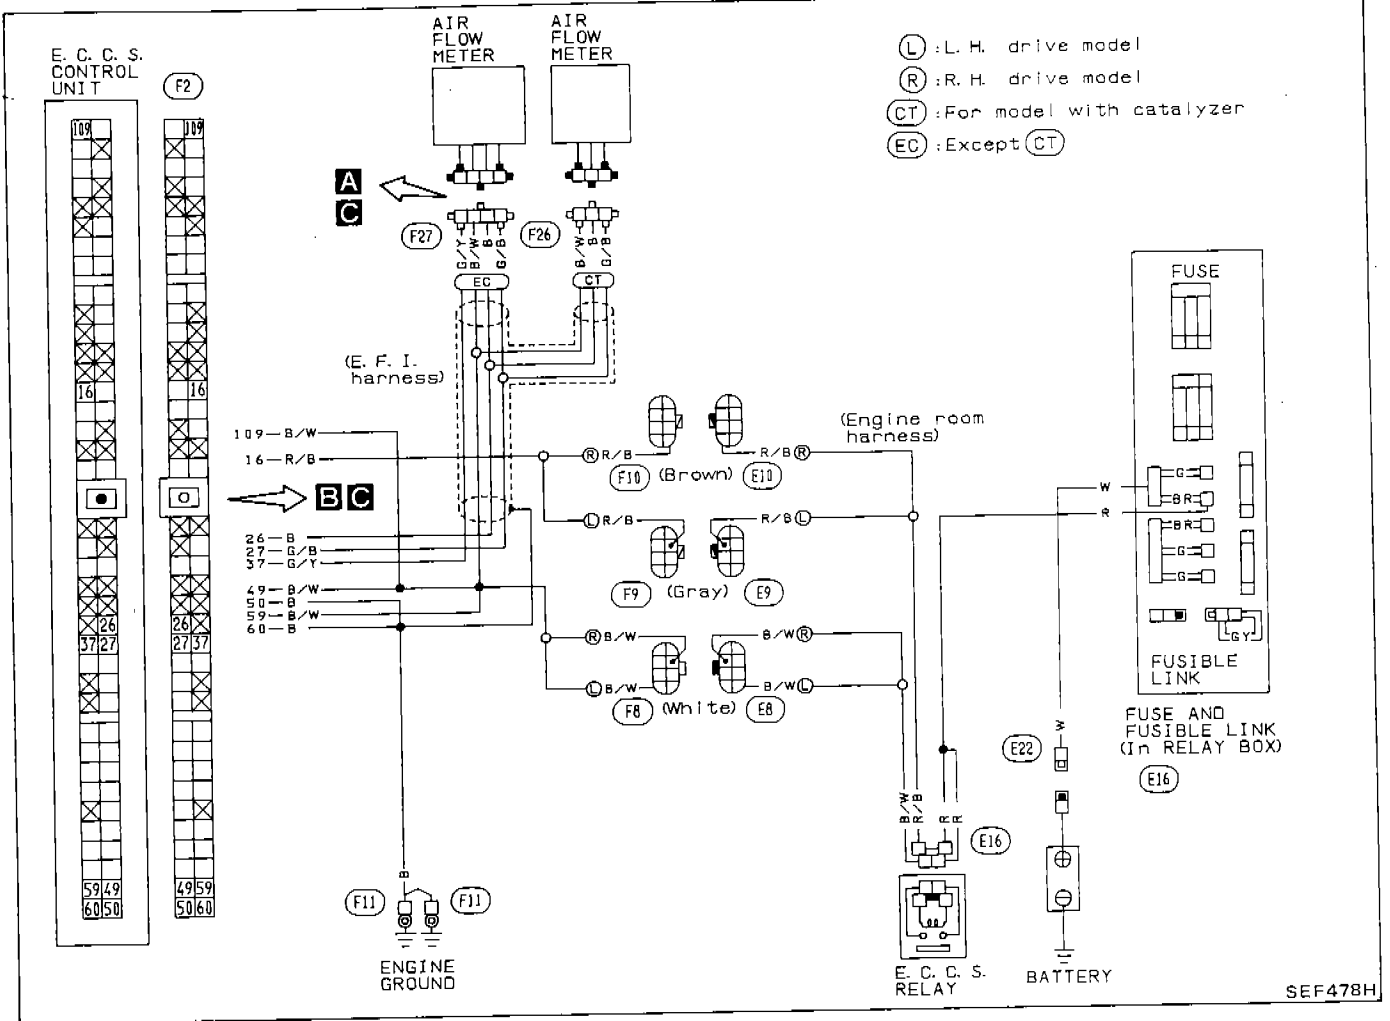 AIR
FLOW
METER
AIR
FLOW
METER
E. C. C. S.
CONTROL
UNIT
F2
L :L. H. drive model
R :R. H. drive model
CT :For model with catalyzer
EC :Except CT
109
109
A
C
F27
F26
G/Y
B/W
B
G/B
B/W
B
G/B
EC
CT
(E. F. I.
harness)
16
16
109-B/W
16-R/B
B C
26-B
27-G/B
37-G/Y
49-B/W
50-B
59-B/W
60-B
26
37 27
26
27 37
59 49
60 50
49 59
50 60
R R/B
F10 (Brown) E10
R/B R
(Engine room
harness)
L R/B
R/B L
F9 (Gray) E9
R B/W
B/W R
L B/W
B/W L
F8 (White) E8
FUSE
W
R
G
BR
BR
G
G
GY
FUSIBLE
LINK
FUSE AND
FUSIBLE LINK
(In RELAY BOX)
E16
W
E22
B/W
R/B
R
R
E16
B
F11
F11
ENGINE
GROUND
E. C. C. S.
RELAY
BATTERY
SEF478H